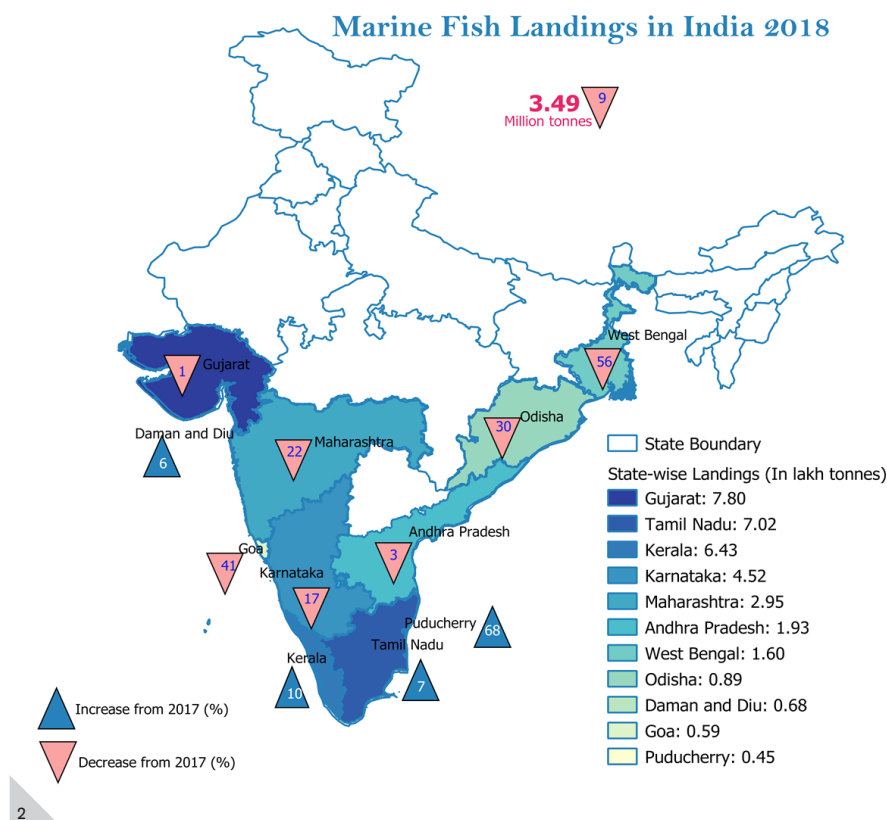 Marine Fish Landings in India 2018
3.49
Million tonnes
9
West Bengal
56
Gujarat
1
Odisha
30
Daman and Diu
6
Maharashtra
22
State Boundary
State-wise Landings (In lakh tonnes)
Gujarat: 7.80
Tamil Nadu: 7.02
Kerala: 6.43
Karnataka: 4.52
Maharashtra: 2.95
Andhra Pradesh: 1.93
West Bengal: 1.60
Odisha: 0.89
Daman and Diu: 0.68
Goa: 0.59
Puducherry: 0.45
Andhra Pradesh
3
Goa
41
Karnataka
17
Puducherry
68
Tamil Nadu
7
Kerala
10
Increase from 2017 (%)
Decrease from 2017 (%)
2